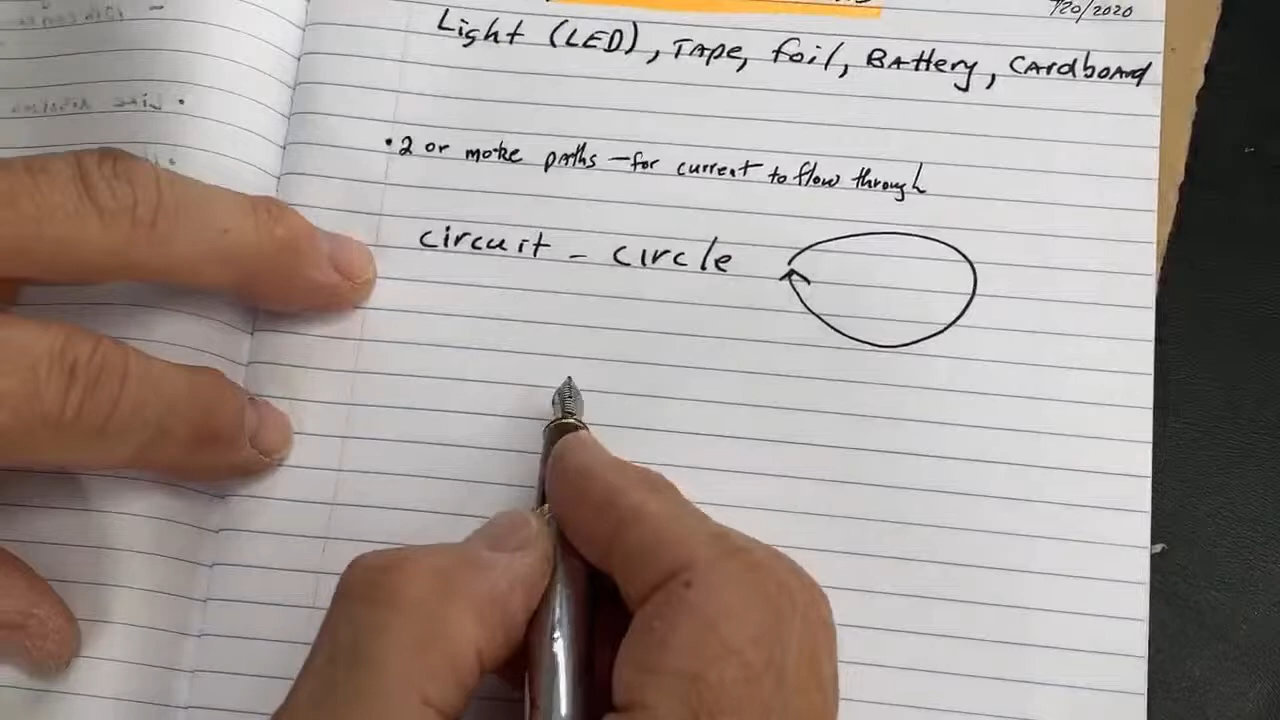 7/20/2020
Light (LED), TAPE, foil, BAttery, CArdboArd
• 2 or more paths – for current to flow through
circuit – circle